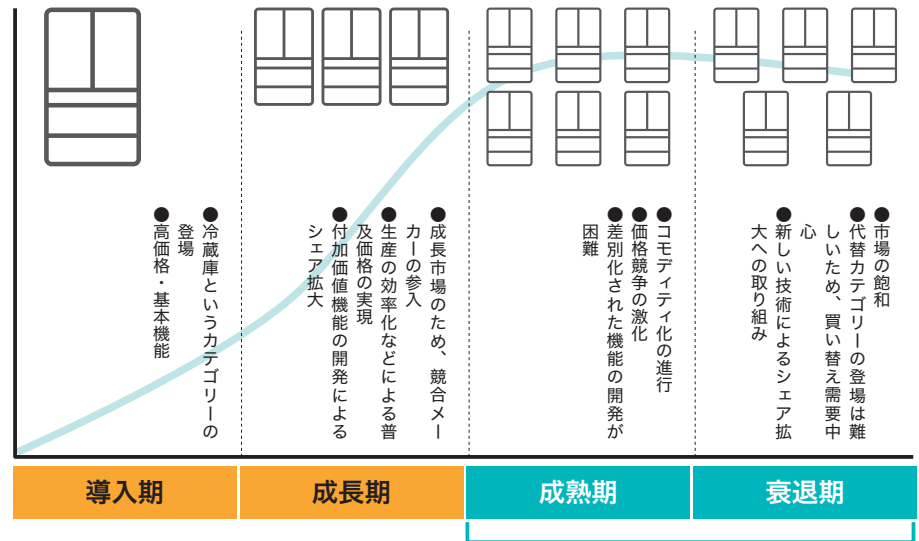 ●冷蔵庫というカテゴリーの
登場
●高価格・基本機能
●成長市場のため、競合メー
カーの参入
●生産の効率化などによる普
及価格の実現
●付加価値機能の開発による
シェア拡大
●コモディティ化の進行
●価格競争の激化
●差別化された機能の開発が
困難
●市場の飽和
●代替カテゴリーの登場は難
しいため、買い替え需要中
心
●新しい技術によるシェア拡
大への取り組み
導入期
成長期
成熟期
衰退期